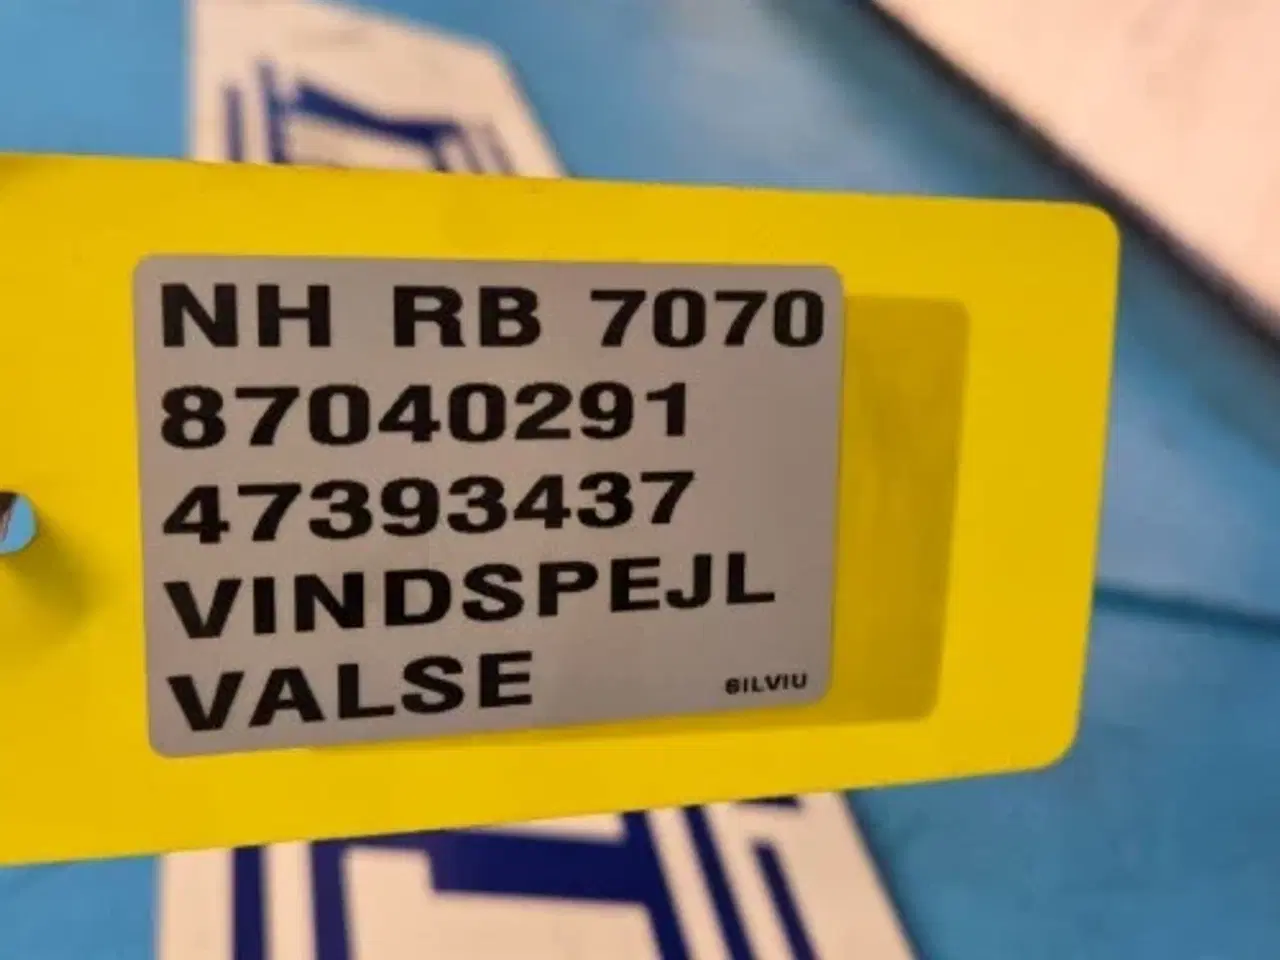 NH RB 7070
87040291
47393437
VINDSPEJL
VALSE
SILVIU